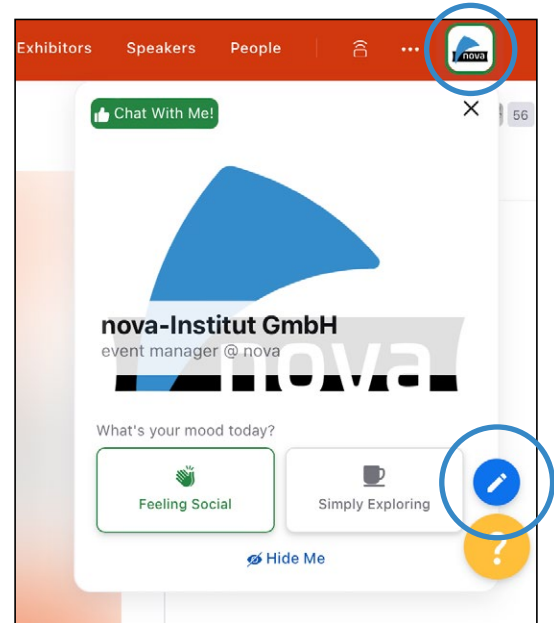 Exhibitors Speakers People ... nova
Chat With Me!
56
nova-Institut GmbH
event manager @ nova
nova
What's your mood today?
Feeling Social Simply Exploring
?
Hide Me